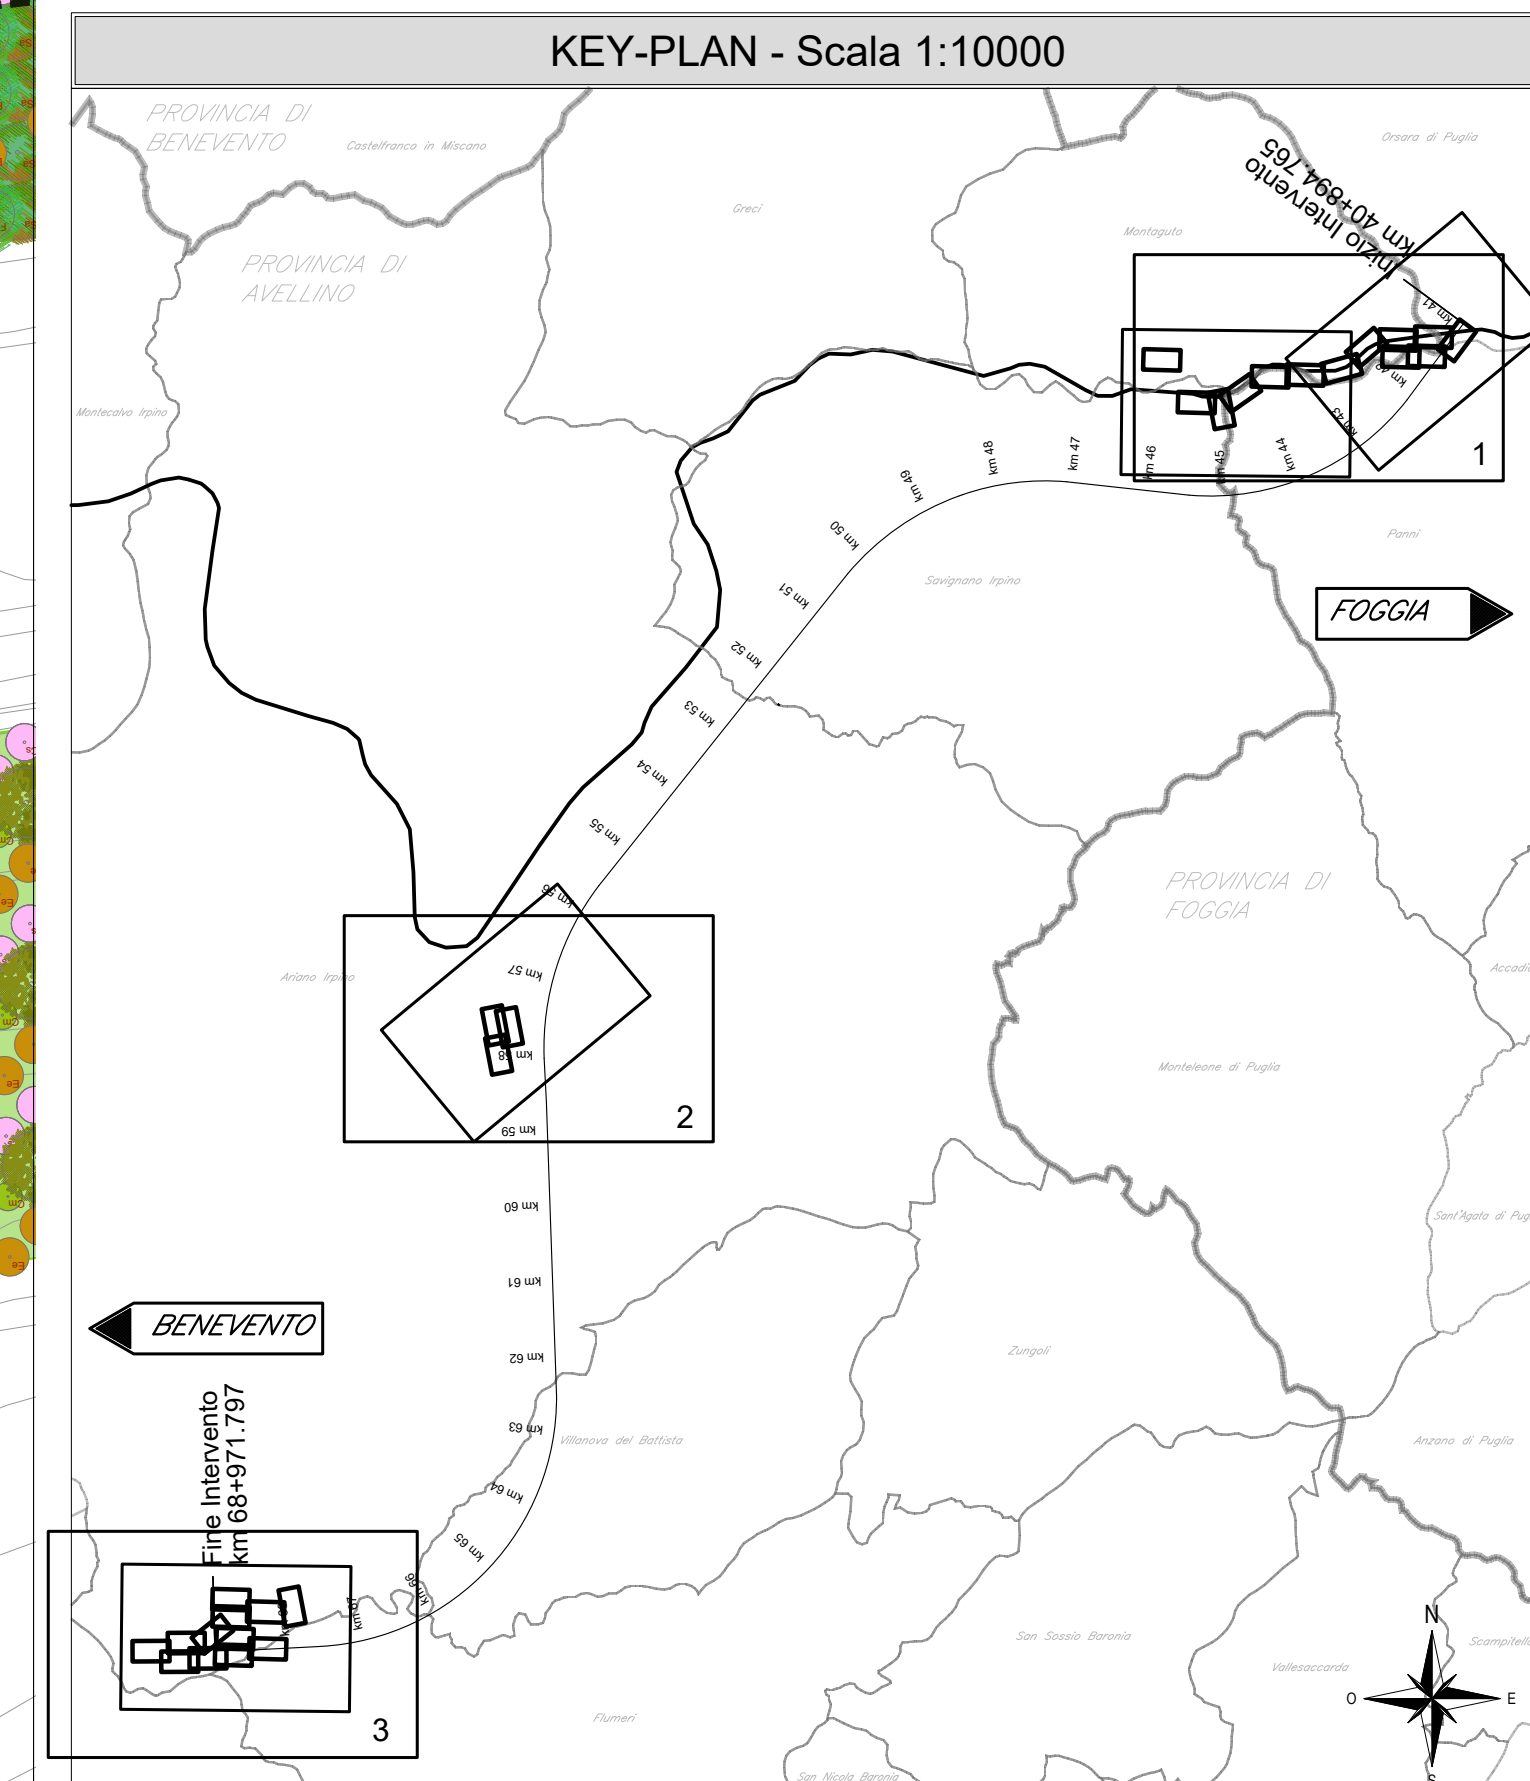 KEY-PLAN - Scala 1:10000
PROVINCIA DI
BENEVENTO
Castelfranco in Miscano
Orsara di Puglia
Greci
Montaguto
Inizio Intervento
km 40+894.765
PROVINCIA DI
AVELLINO
Montecalvo Irpino
km 41
km 42
km 43
km 44
km 45
km 46
km 47
km 48
km 49
km 50
km 51
km 52
km 53
km 54
km 55
km 56
km 57
km 58
km 59
km 60
km 61
km 62
km 63
km 64
km 65
km 66
km 67
1
Panni
Savignano Irpino
FOGGIA
PROVINCIA DI
FOGGIA
Ariano Irpino
Monteleone di Puglia
2
BENEVENTO
Zungoli
Fine Intervento
km 68+971.797
Villanova del Battista
Anzano di Puglia
San Sossio Baronia
Vallesaccarda
N
O
E
3
Flumeri
San Nicola Baronia